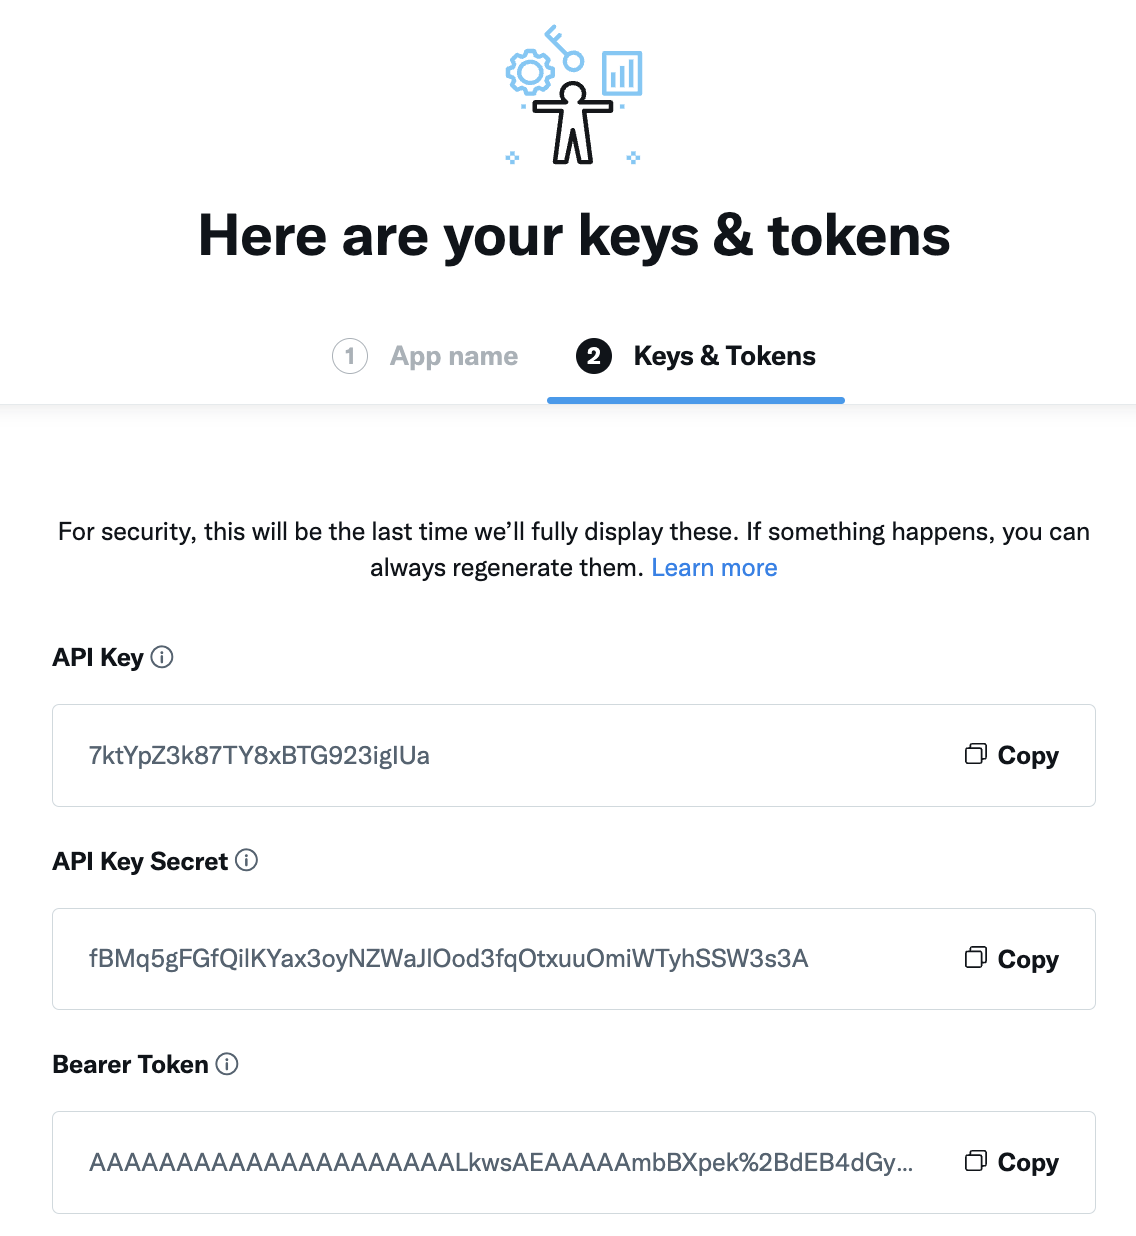 Here are your keys & tokens
1 App name 2 Keys & Tokens
For security, this will be the last time we’ll fully display these. If something happens, you can
always regenerate them. Learn more
API Key
7ktYpZ3k87TY8xBTG923igIUa Copy
API Key Secret
fBMq5gFGfQilKYax3oyNZWaJlOod3fqOtxuuOmiWTyhSSW3s3A Copy
Bearer Token
AAAAAAAAAAAAAAAAAAAAALkwsAEAAAAAmbBXpek%2BdEB4dGy... Copy